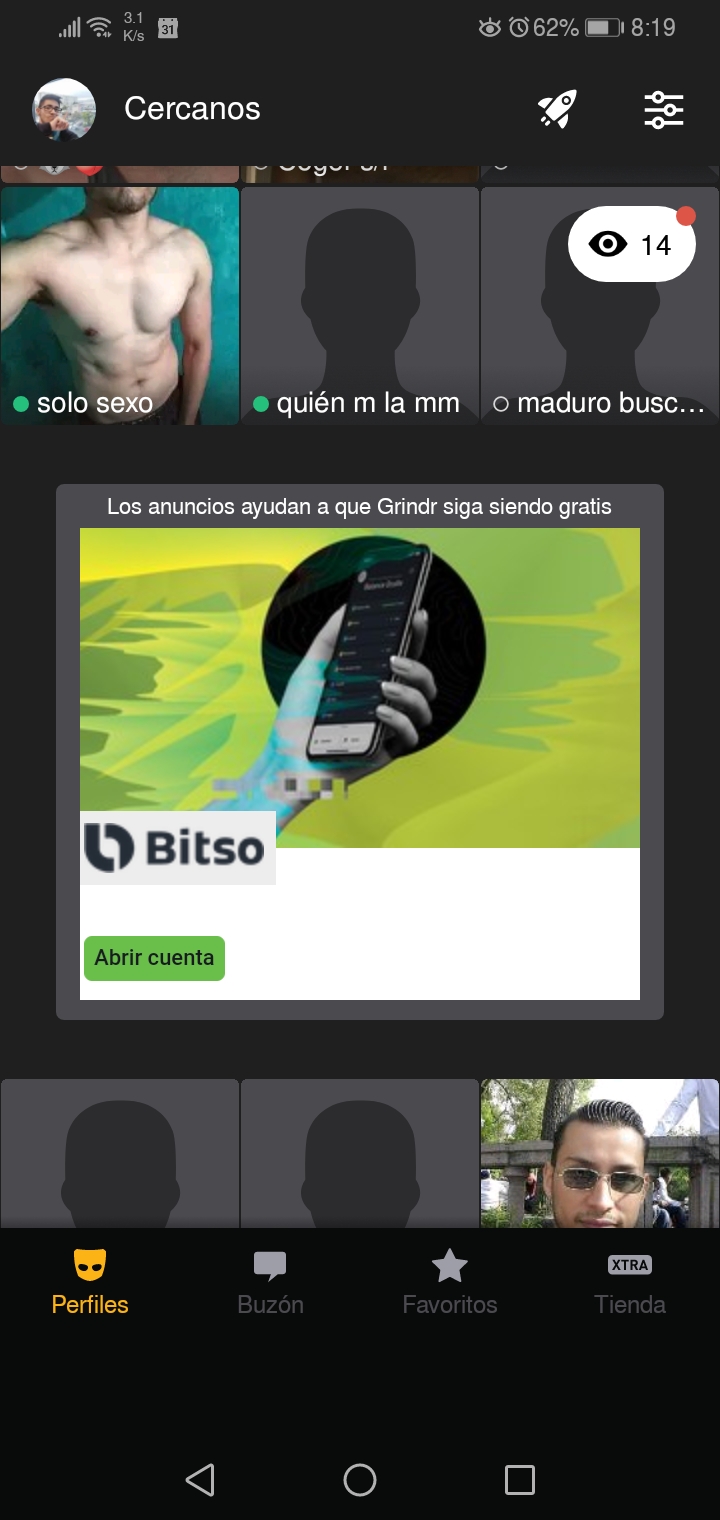 3.1
K/s
31
62%
8:19
Cercanos
14
solo sexo
quién m la mm
maduro busc...
Los anuncios ayudan a que Grindr siga siendo gratis
Bitso
Abrir cuenta
Perfiles
Buzón
Favoritos
XTRA
Tienda